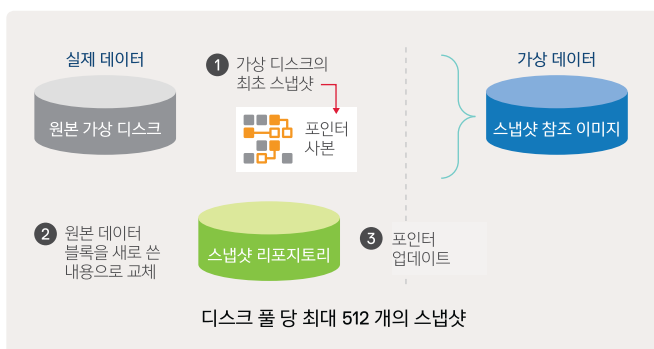 실제 데이터
원본 가상 디스크
1 가상 디스크의
최초 스냅샷
포인터
사본
가상 데이터
스냅샷 참조 이미지
2 원본 데이터
블록을 새로 쓴
내용으로 교체
스냅샷 리포지토리
3 포인터
업데이트
디스크 풀 당 최대 512 개의 스냅샷